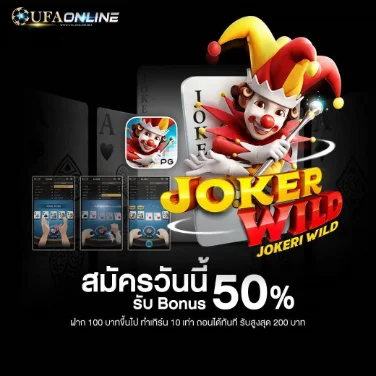 UFAONLINE
A
JOKER
PG
JOKER
WILD
JOKERI WILD
สมัครวันนี้
รับ Bonus 50%
ฝาก 100 บาทขึ้นไป ทำเทิร์น 10 เท่า ถอนได้ทันที รับสูงสุด 200 บาท